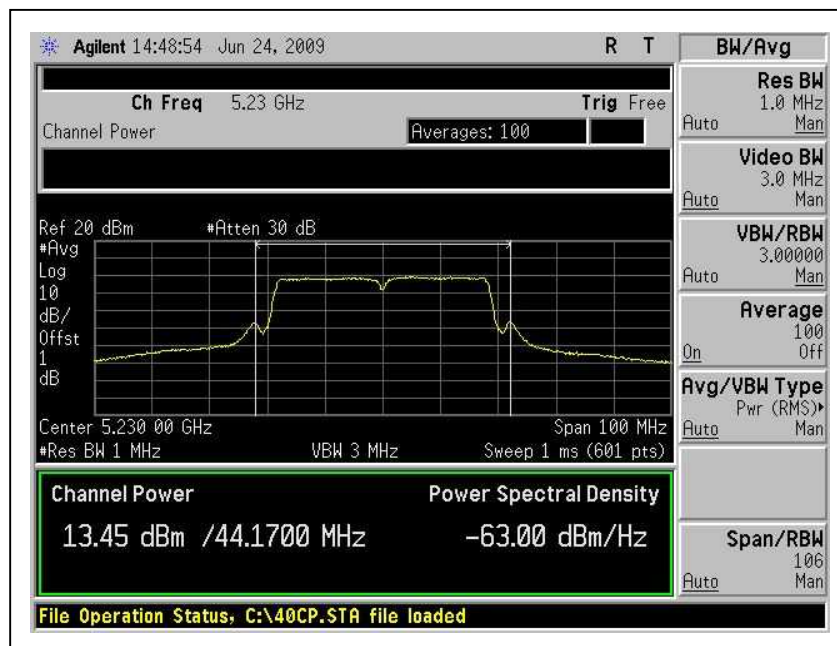 Agilent 14:48:54 Jun 24, 2009 R T
BW/Avg
Ch Freq 5.23 GHz Trig Free
Channel Power Averages: 100
Res BW
1.0 MHz
Auto Man
Video BW
3.0 MHz
Auto Man
VBW/RBW
3.00000
Auto Man
Average
100
On Off
Avg/VBW Type
Pwr (RMS)▸
Auto Man
Span/RBW
106
Auto Man
Ref 20 dBm #Atten 30 dB
#Avg
Log
10
dB/
Offst
1
dB
Center 5.230 00 GHz Span 100 MHz
#Res BW 1 MHz VBW 3 MHz Sweep 1 ms (601 pts)
Channel Power Power Spectral Density
13.45 dBm /44.1700 MHz -63.00 dBm/Hz
File Operation Status, C:\40CP.STA file loaded